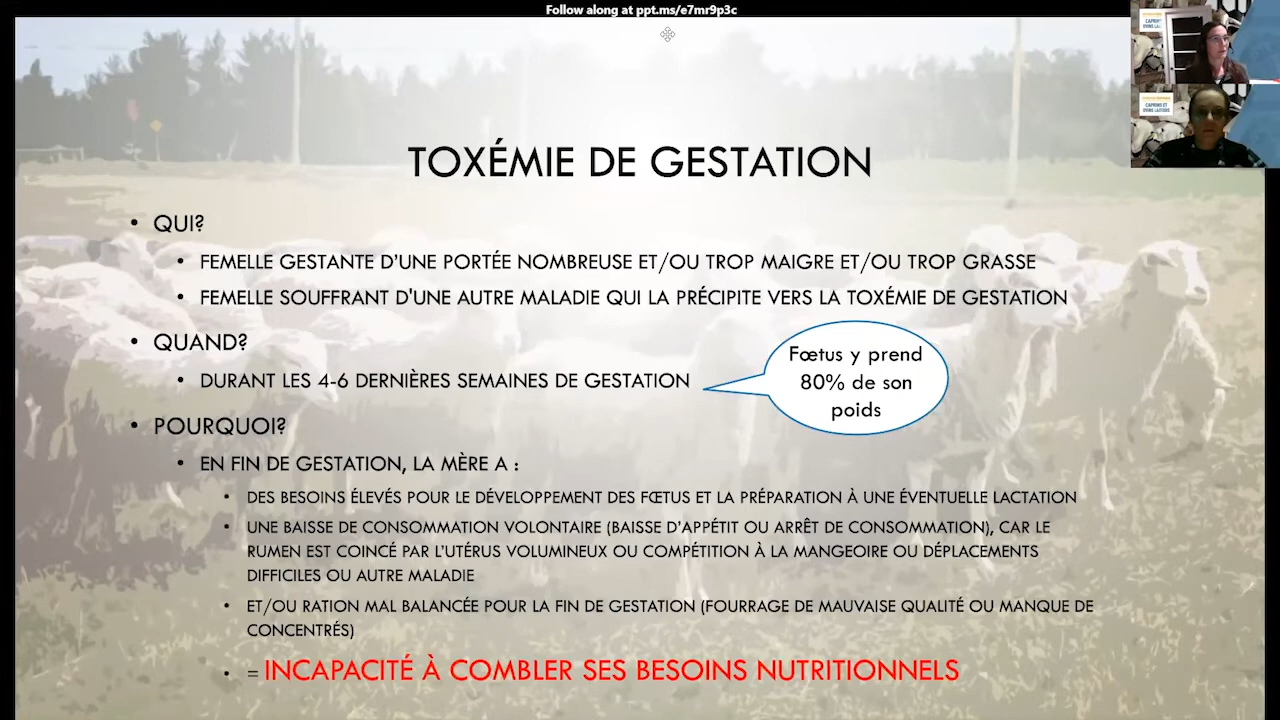 Follow along at ppt.ms/e7mr9p3c
CAPRINS ET
OVINS LAITIERS
TOXÉMIE DE GESTATION
• QUI?
• FEMELLE GESTANTE D'UNE PORTÉE NOMBREUSE ET/OU TROP MAIGRE ET/OU TROP GRASSE
• FEMELLE SOUFFRANT D'UNE AUTRE MALADIE QUI LA PRÉCIPITE VERS LA TOXÉMIE DE GESTATION
• QUAND?
• DURANT LES 4-6 DERNIÈRES SEMAINES DE GESTATION
Fœtus y prend
80% de son
poids
• POURQUOI?
• EN FIN DE GESTATION, LA MÈRE A :
• DES BESOINS ÉLEVÉS POUR LE DÉVELOPPEMENT DES FŒTUS ET LA PRÉPARATION À UNE ÉVENTUELLE LACTATION
• UNE BAISSE DE CONSOMMATION VOLONTAIRE (BAISSE D'APPÉTIT OU ARRÊT DE CONSOMMATION), CAR LE
RUMEN EST COINCÉ PAR L'UTÉRUS VOLUMINEUX OU COMPÉTITION À LA MANGEOIRE OU DÉPLACEMENTS
DIFFICILES OU AUTRE MALADIE
• ET/OU RATION MAL BALANCÉE POUR LA FIN DE GESTATION (FOURRAGE DE MAUVAISE QUALITÉ OU MANQUE DE
CONCENTRÉS)
• = INCAPACITÉ À COMBLER SES BESOINS NUTRITIONNELS